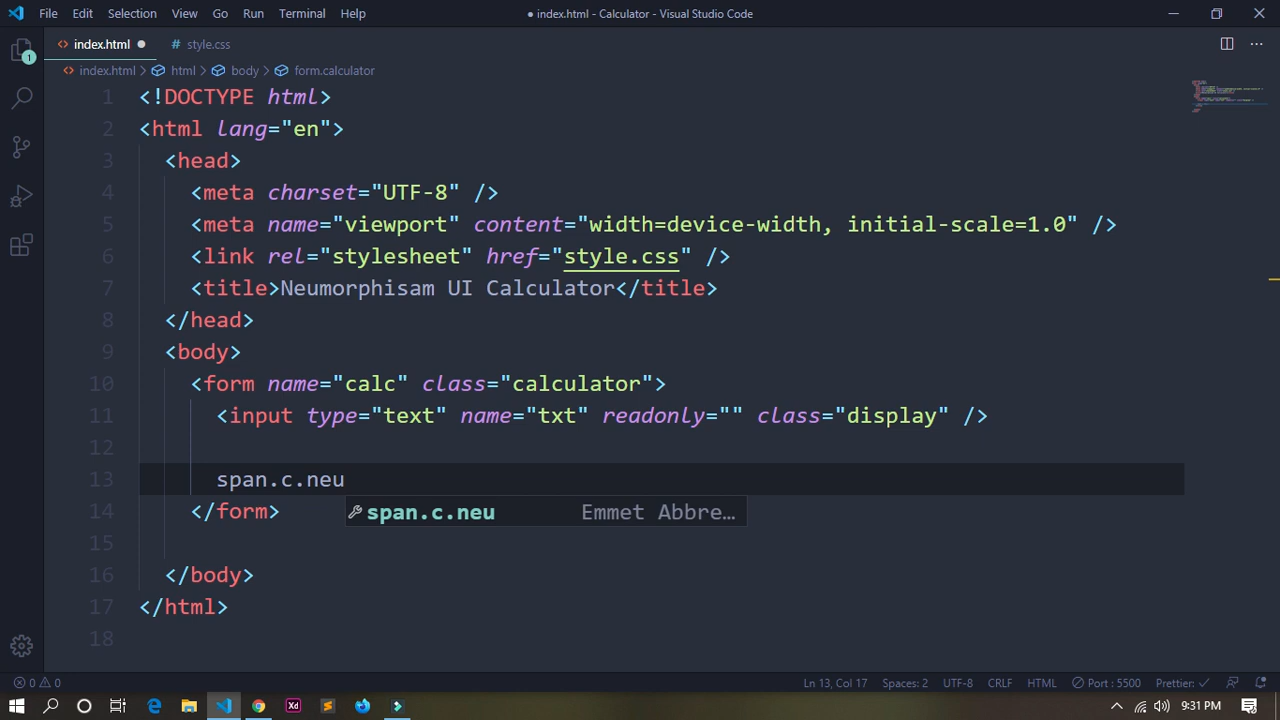 File Edit Selection View Go Run Terminal Help ● index.html - Calculator - Visual Studio Code
<> index.html ● # style.css
<> index.html > html > body > form.calculator
1 <!DOCTYPE html>
2 <html lang="en">
3 <head>
4 <meta charset="UTF-8" />
5 <meta name="viewport" content="width=device-width, initial-scale=1.0" />
6 <link rel="stylesheet" href="style.css" />
7 <title>Neumorphisam UI Calculator</title>
8 </head>
9 <body>
10 <form name="calc" class="calculator">
11 <input type="text" name="txt" readonly="" class="display" />
12
13 span.c.neu
14 </form>
span.c.neu Emmet Abbre…
15
16 </body>
17 </html>
18
1
0 0 Ln 13, Col 17 Spaces: 2 UTF-8 CRLF HTML Port : 5500 Prettier: ✓
Xd 9:31 PM